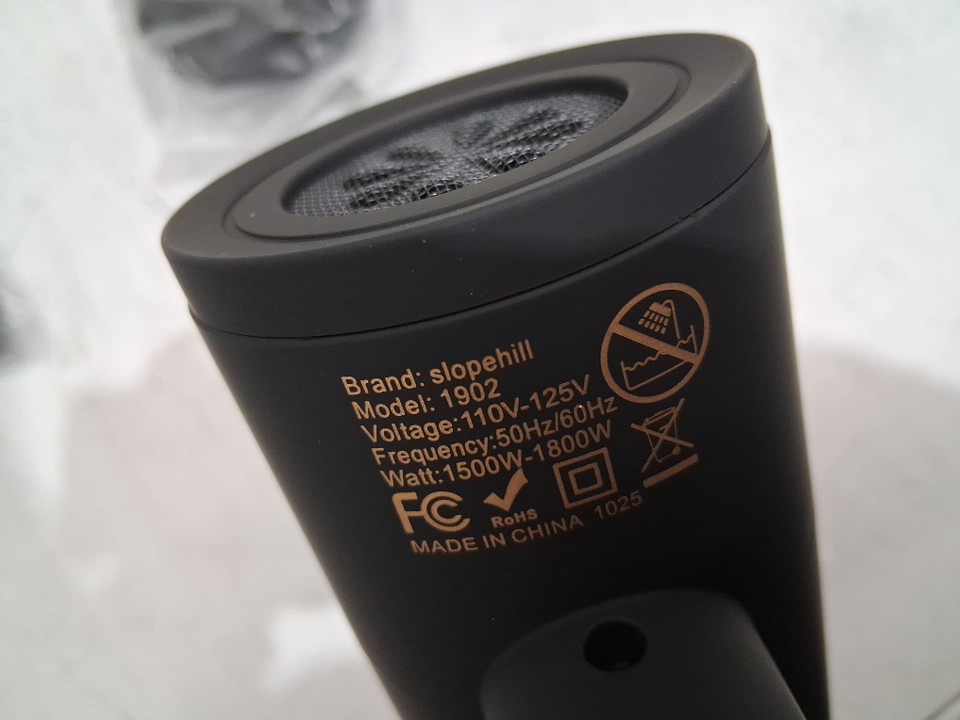 Brand: slopehill
Model: 1902
Voltage:110V-125V
Frequency:50Hz/60Hz
Watt:1500W-1800W
FC
RoHS
MADE IN CHINA 1025